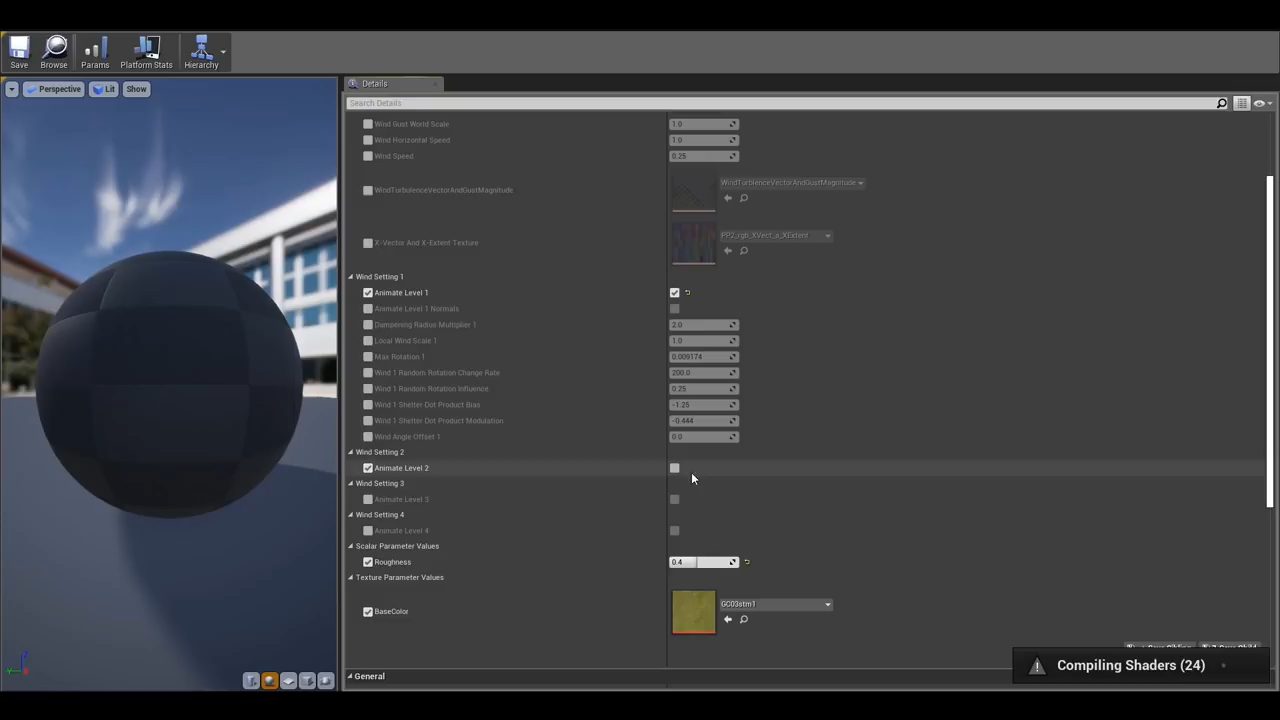 Save Browse Params Platform Stats Hierarchy
Perspective Lit Show
Details
Search Details
Wind Gust World Scale 1.0
Wind Horizontal Speed 1.0
Wind Speed 0.25
WindTurbulenceVectorAndGustMagnitude WindTurblenceVectorAndGustMagnitude
X-Vector And X-Extent Texture PP2_rgb_XVect_a_XExtent
Wind Setting 1
Animate Level 1
Animate Level 1 Normals
Dampening Radius Multiplier 1 2.0
Local Wind Scale 1 1.0
Max Rotation 1 0.009174
Wind 1 Random Rotation Change Rate 200.0
Wind 1 Random Rotation Influence 0.25
Wind 1 Shelter Dot Product Bias -1.25
Wind 1 Shelter Dot Product Modulation -0.444
Wind Angle Offset 1 0.0
Wind Setting 2
Animate Level 2
Wind Setting 3
Animate Level 3
Wind Setting 4
Animate Level 4
Scalar Parameter Values
Roughness 0.4
Texture Parameter Values
BaseColor GC03stm1
General
Compiling Shaders (24)